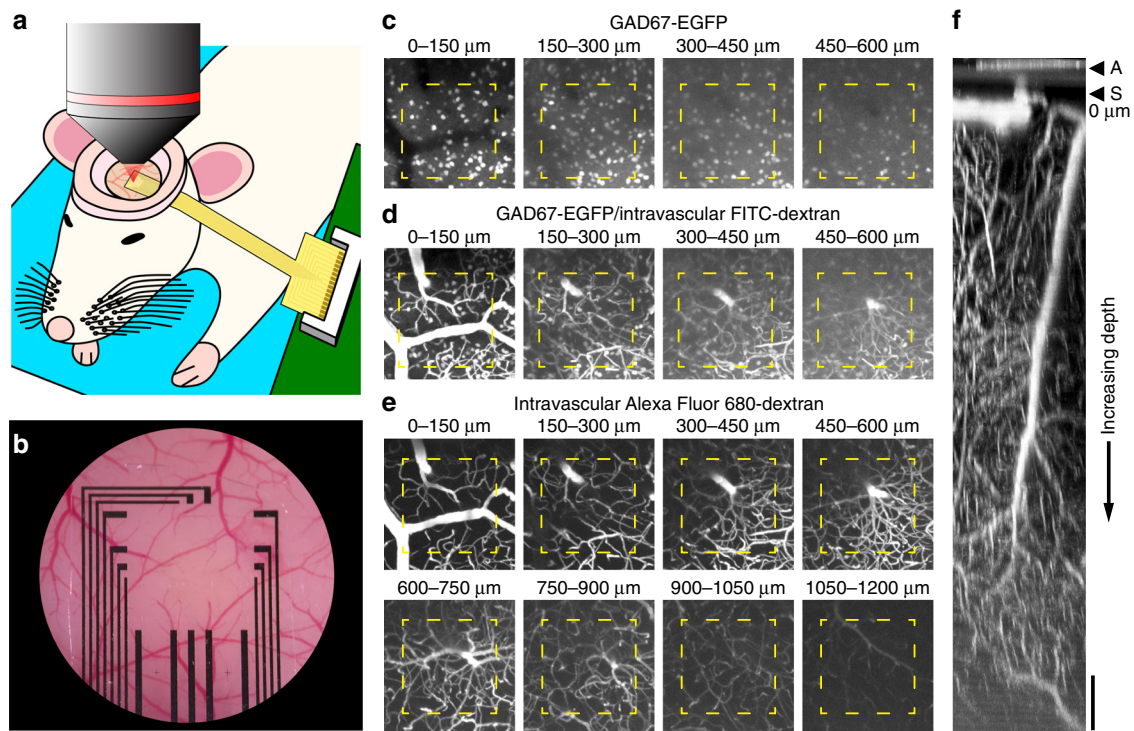 a
b
c
GAD67-EGFP
0–150 μm 150–300 μm 300–450 μm 450–600 μm
d
GAD67-EGFP/intravascular FITC-dextran
0–150 μm 150–300 μm 300–450 μm 450–600 μm
e
Intravascular Alexa Fluor 680-dextran
0–150 μm 150–300 μm 300–450 μm 450–600 μm
600–750 μm 750–900 μm 900–1050 μm 1050–1200 μm
f
A
S
0 μm
Increasing depth